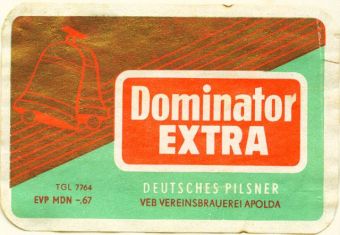 Dominator
EXTRA
TGL 7764
EVP MDN -.67
DEUTSCHES PILSNER
VEB VEREINSBRAUEREI APOLDA